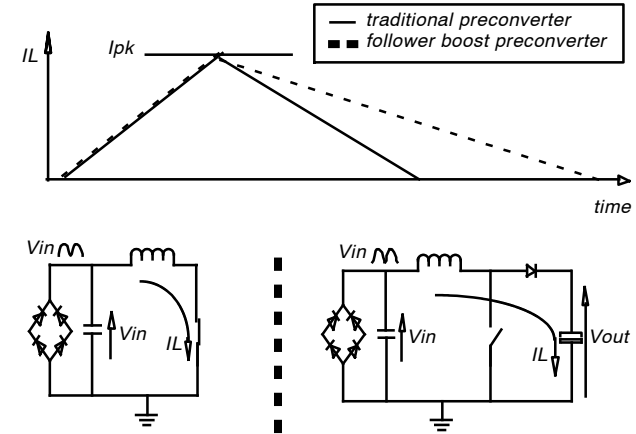 traditional preconverter
follower boost preconverter
IL
Ipk
time
Vin
Vin
IL
Vin
Vin
IL
Vout